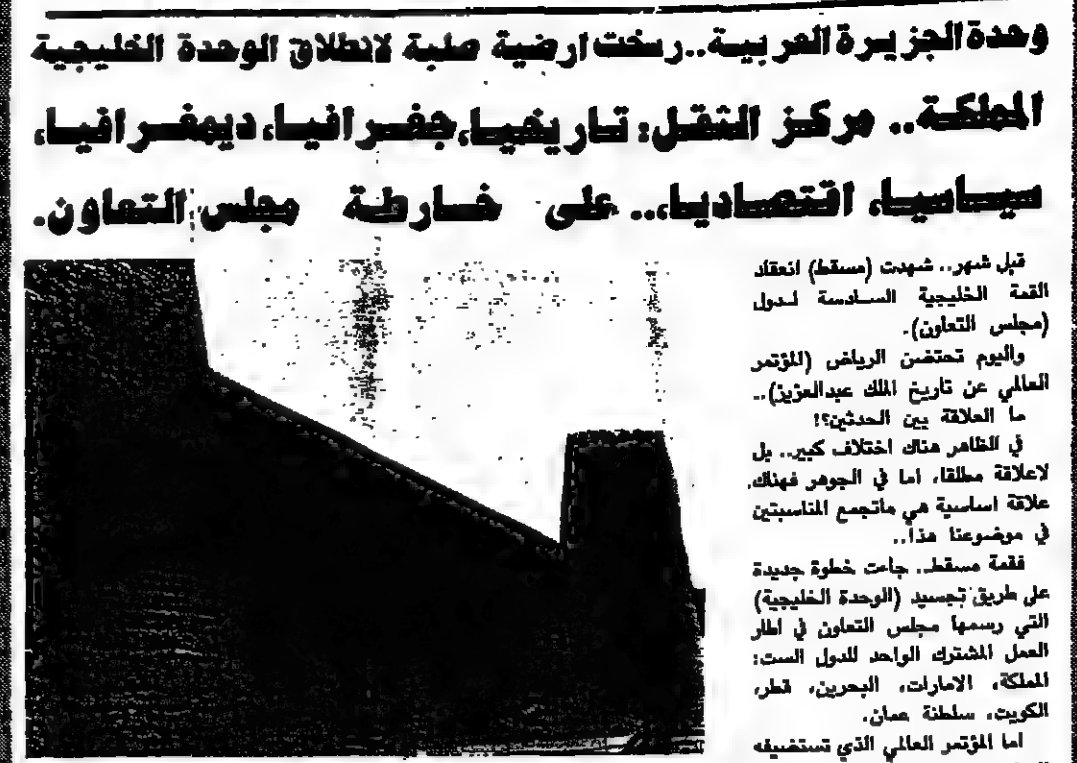 وحدة الجزيرة العربية..رسخت ارضية صلبة لانطلاق الوحدة الخليجية
المملكة.. مركز الثقل: تاريخيا،جغرافيا،ديمغرافيا،
سياسيا، اقتصاديا،.. على خارطة مجلس التعاون.
قبل شهر.. شهدت (مسقط) انعقاد
القمة الخليجية السادسة لدول
(مجلس التعاون).
واليوم تحتضن الرياض (المؤتمر
العالمي عن تاريخ الملك عبدالعزيز)..
ما العلاقة بين الحدثين؟!
في الظاهر هناك اختلاف كبير.. بل
لاعلاقة مطلقا، اما في الجوهر فهناك
علاقة اساسية هي ماتجمع المناسبتين
في موضوعنا هذا..
فقمة مسقط.. جاءت خطوة جديدة
على طريق تجسيد (الوحدة الخليجية)
التي رسمها مجلس التعاون في اطار
العمل المشترك الواحد للدول الست:
المملكة، الامارات، البحرين، قطر،
الكويت، سلطنة عمان.
اما المؤتمر العالمي الذي تستضيفه